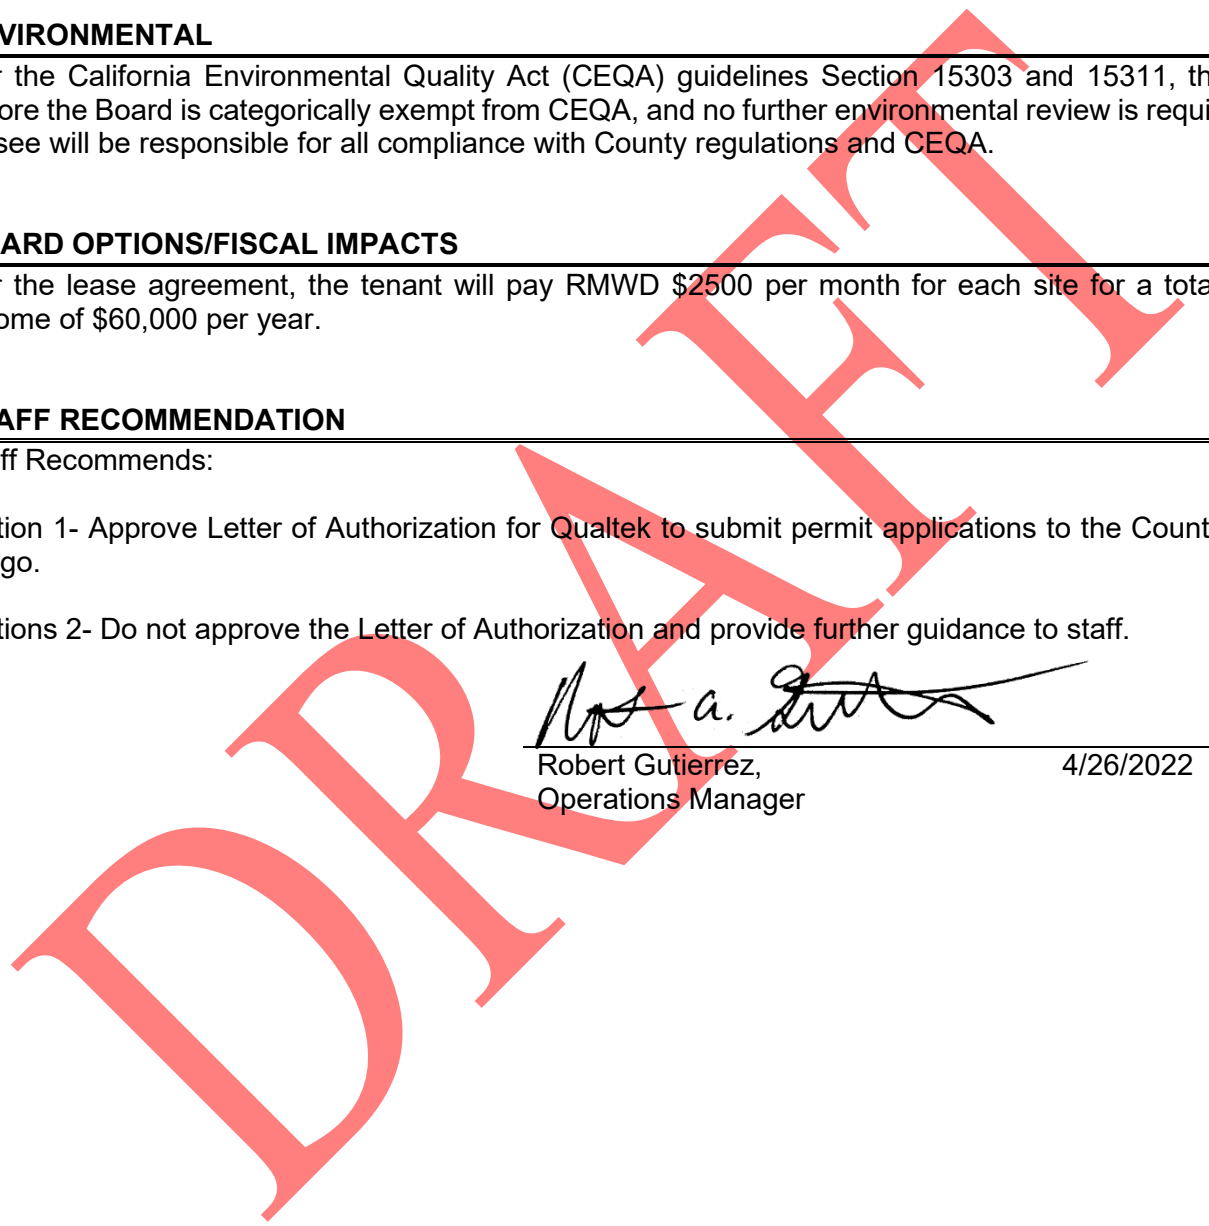 VIRONMENTAL
r the California Environmental Quality Act (CEQA) guidelines Section 15303 and 15311, th
ore the Board is categorically exempt from CEQA, and no further environmental review is requi
see will be responsible for all compliance with County regulations and CEQA.
ARD OPTIONS/FISCAL IMPACTS
r the lease agreement, the tenant will pay RMWD $2500 per month for each site for a tota
ome of $60,000 per year.
AFF RECOMMENDATION
ff Recommends:
tion 1- Approve Letter of Authorization for Qualtek to submit permit applications to the Count
go.
tions 2- Do not approve the Letter of Authorization and provide further guidance to staff.
Robert Gutierrez, 4/26/2022
Operations Manager
DRAFT